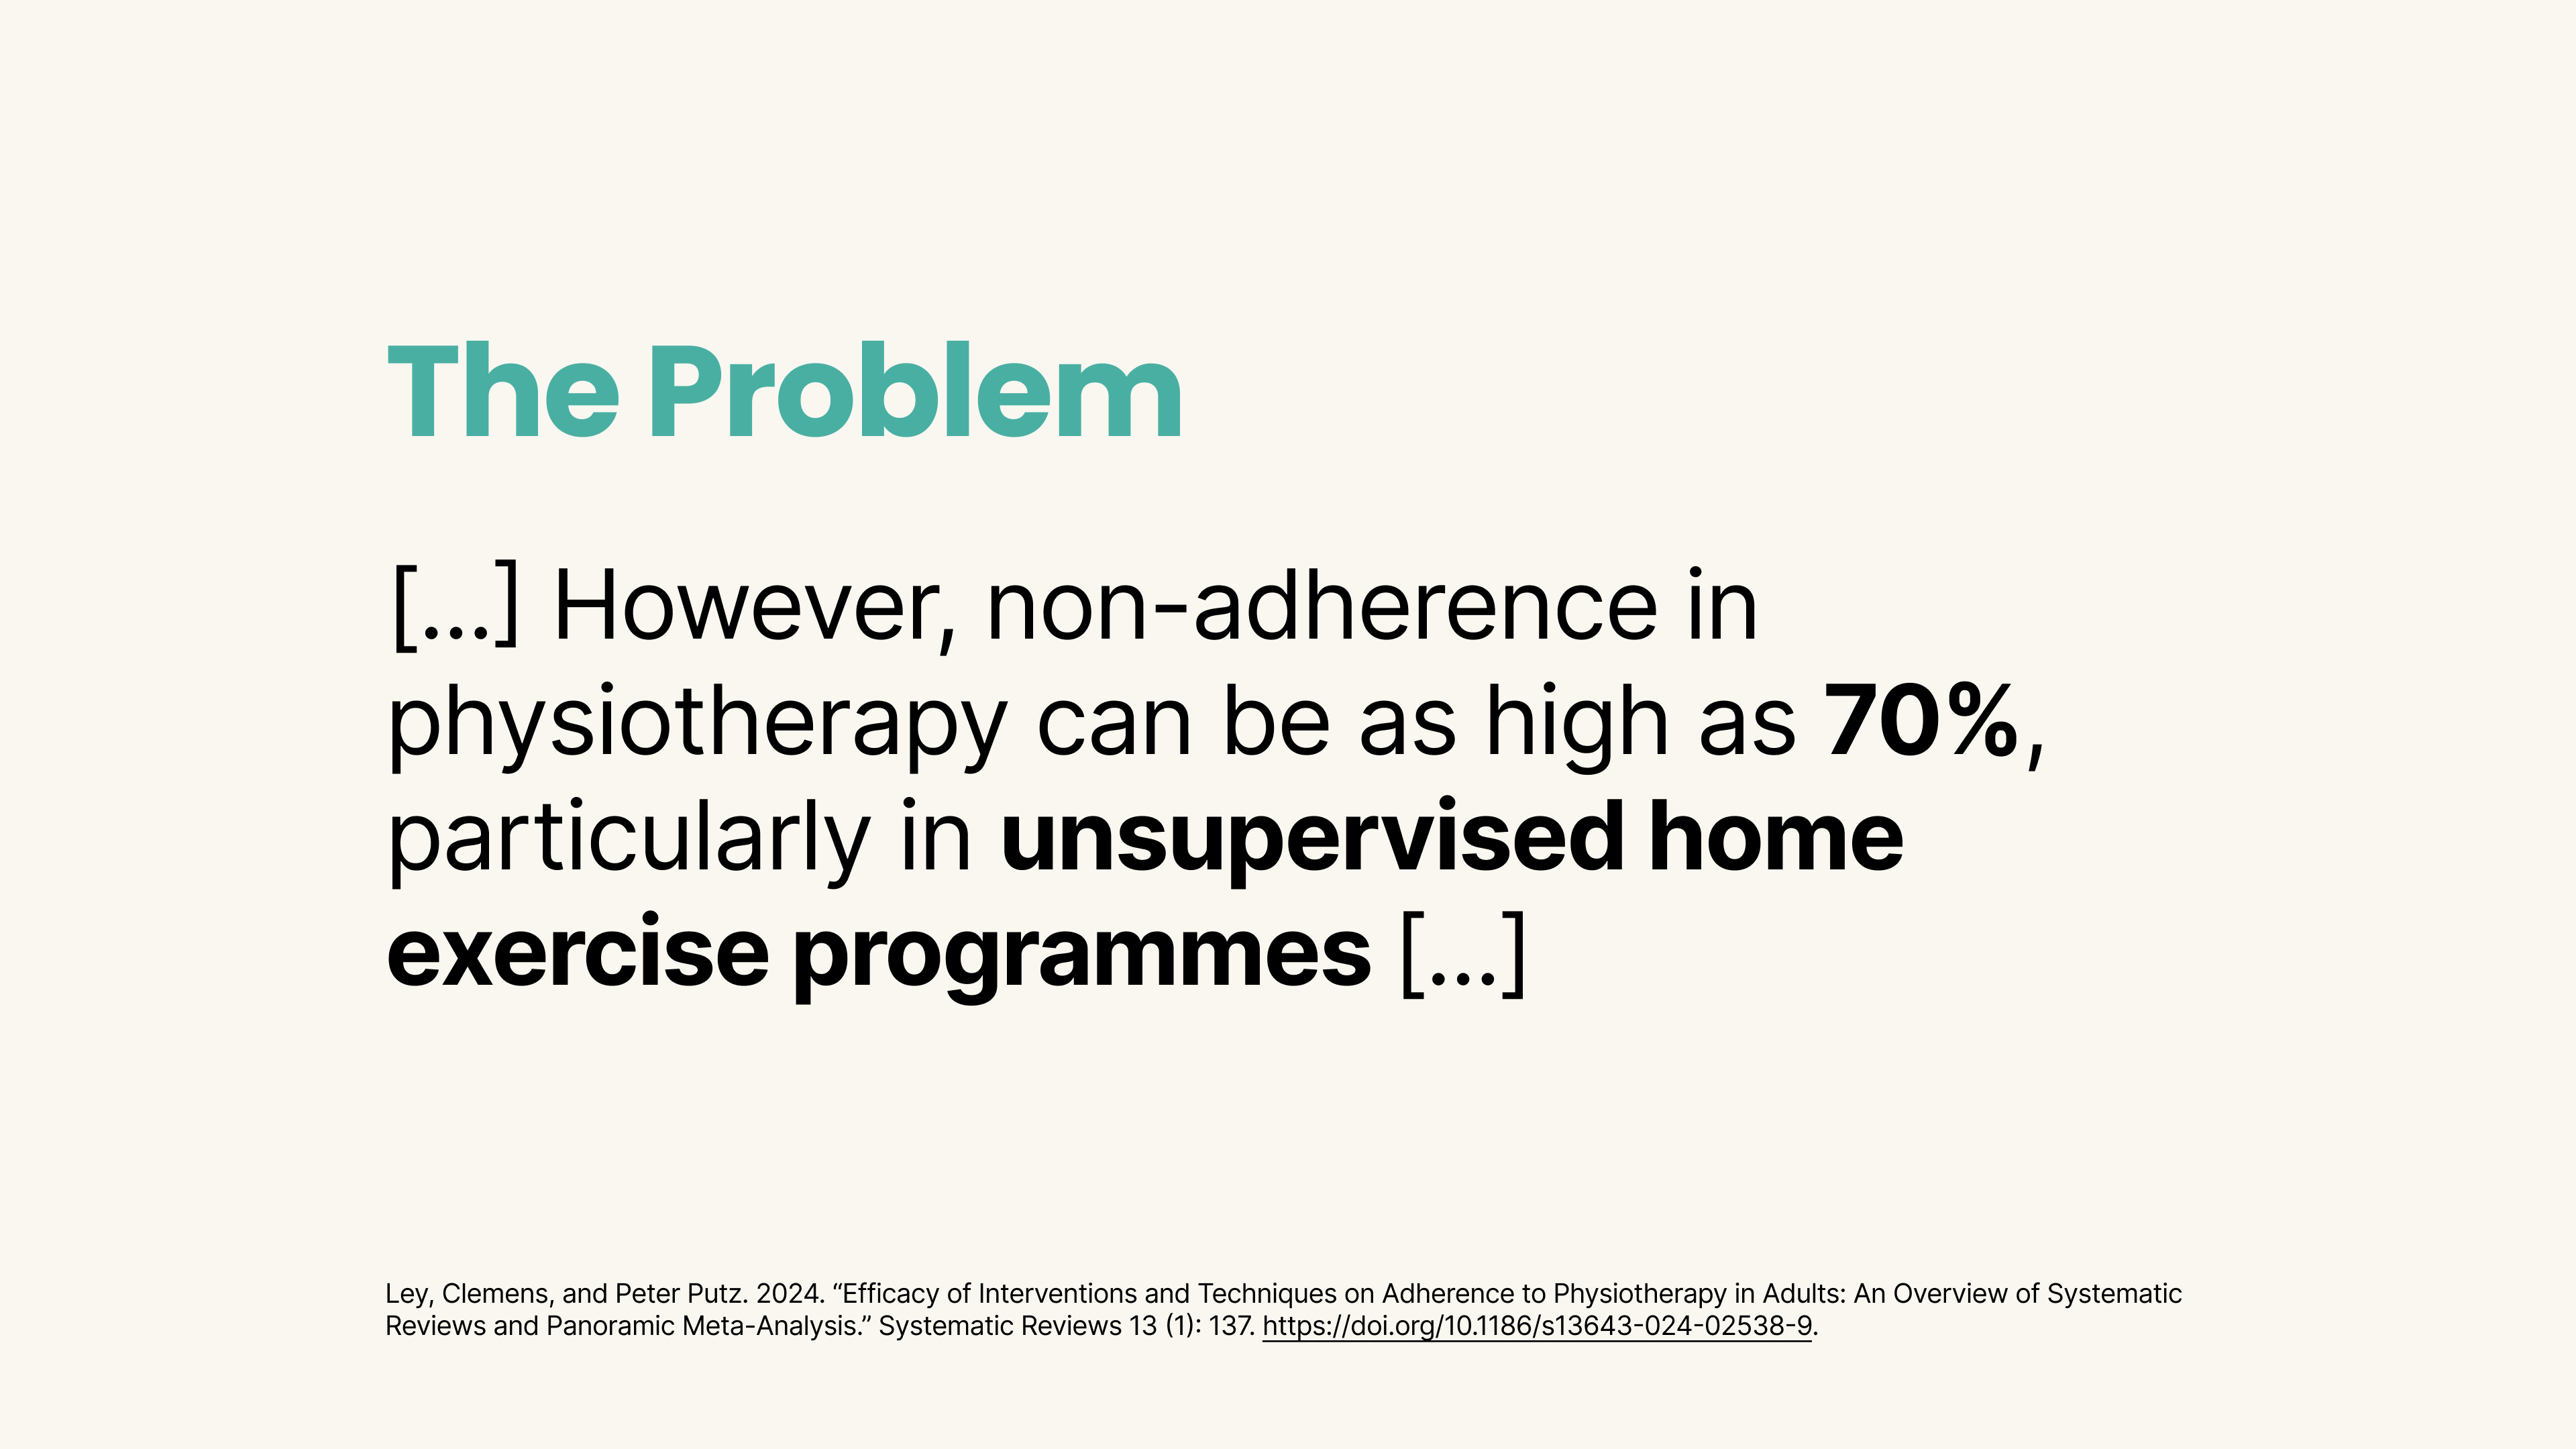 The Problem
[...] However, non-adherence in
physiotherapy can be as high as 70%,
particularly in unsupervised home
exercise programmes [...]
Ley, Clemens, and Peter Putz. 2024. “Efficacy of Interventions and Techniques on Adherence to Physiotherapy in Adults: An Overview of Systematic
Reviews and Panoramic Meta-Analysis.” Systematic Reviews 13 (1): 137. https://doi.org/10.1186/s13643-024-02538-9.